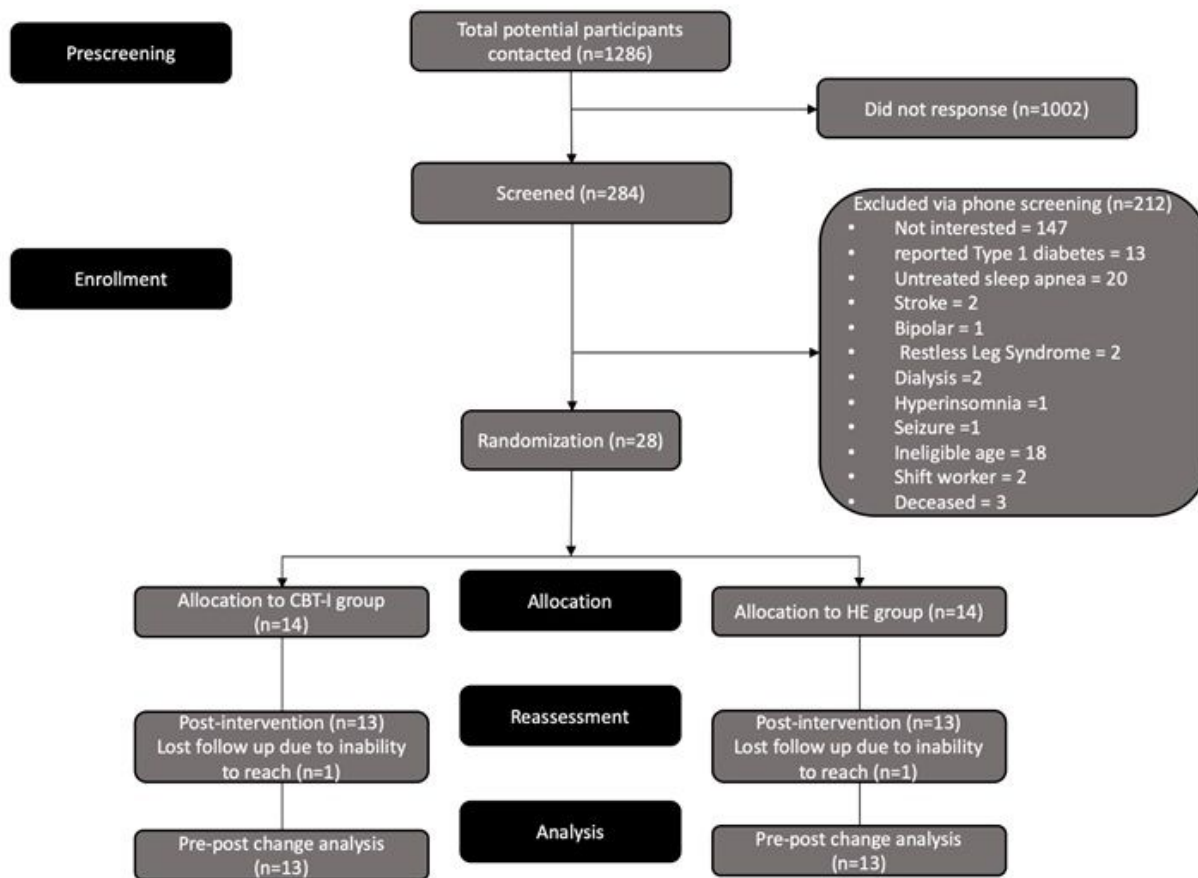 Prescreening
Total potential participants
contacted (n=1286)
Did not response (n=1002)
Screened (n=284)
Enrollment
Excluded via phone screening (n=212)
• Not interested = 147
• reported Type 1 diabetes = 13
• Untreated sleep apnea = 20
• Stroke = 2
• Bipolar = 1
• Restless Leg Syndrome = 2
• Dialysis =2
• Hyperinsomnia =1
• Seizure =1
• Ineligible age = 18
• Shift worker = 2
• Deceased = 3
Randomization (n=28)
Allocation to CBT-I group
(n=14)
Allocation
Allocation to HE group (n=14)
Post-intervention (n=13)
Lost follow up due to inability
to reach (n=1)
Reassessment
Post-intervention (n=13)
Lost follow up due to inability
to reach (n=1)
Pre-post change analysis
(n=13)
Analysis
Pre-post change analysis
(n=13)